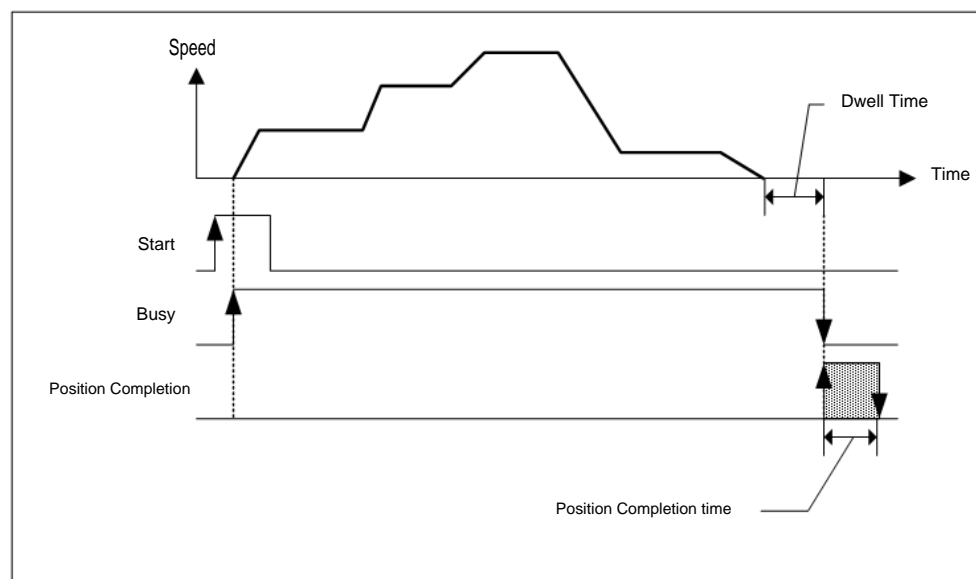 Speed
Dwell Time
Time
Start
Busy
Position Completion
Position Completion time